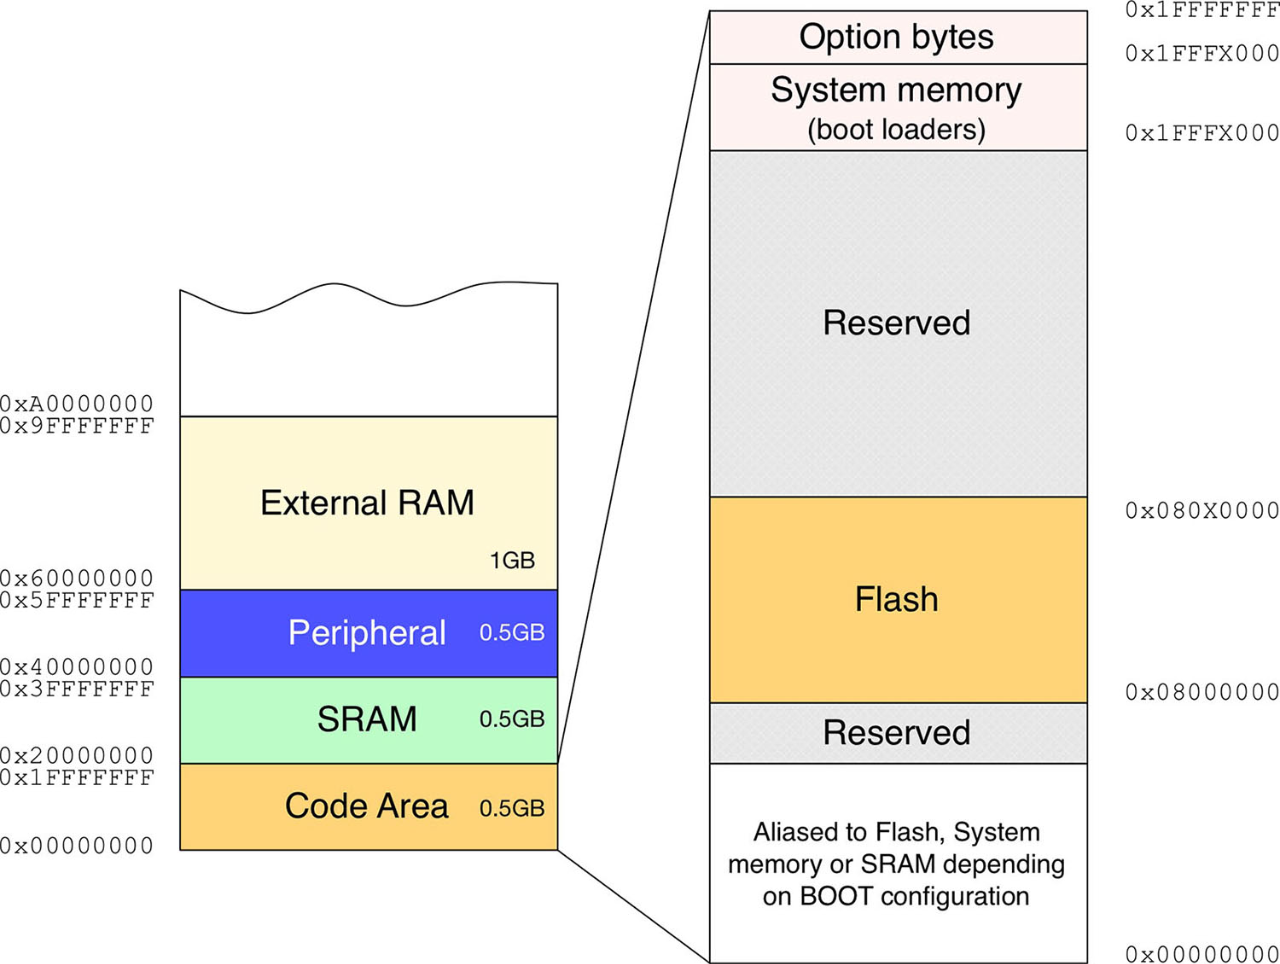 0xA0000000
0x9FFFFFFF
External RAM
1GB
0x60000000
0x5FFFFFFF
Peripheral 0.5GB
0x40000000
0x3FFFFFFF
SRAM 0.5GB
0x20000000
0x1FFFFFFF
Code Area 0.5GB
0x00000000
0x1FFFFFFF
Option bytes
0x1FFFX000
System memory
(boot loaders)
0x1FFFX000
Reserved
0x080X0000
Flash
0x08000000
Reserved
Aliased to Flash, System
memory or SRAM depending
on BOOT configuration
0x00000000